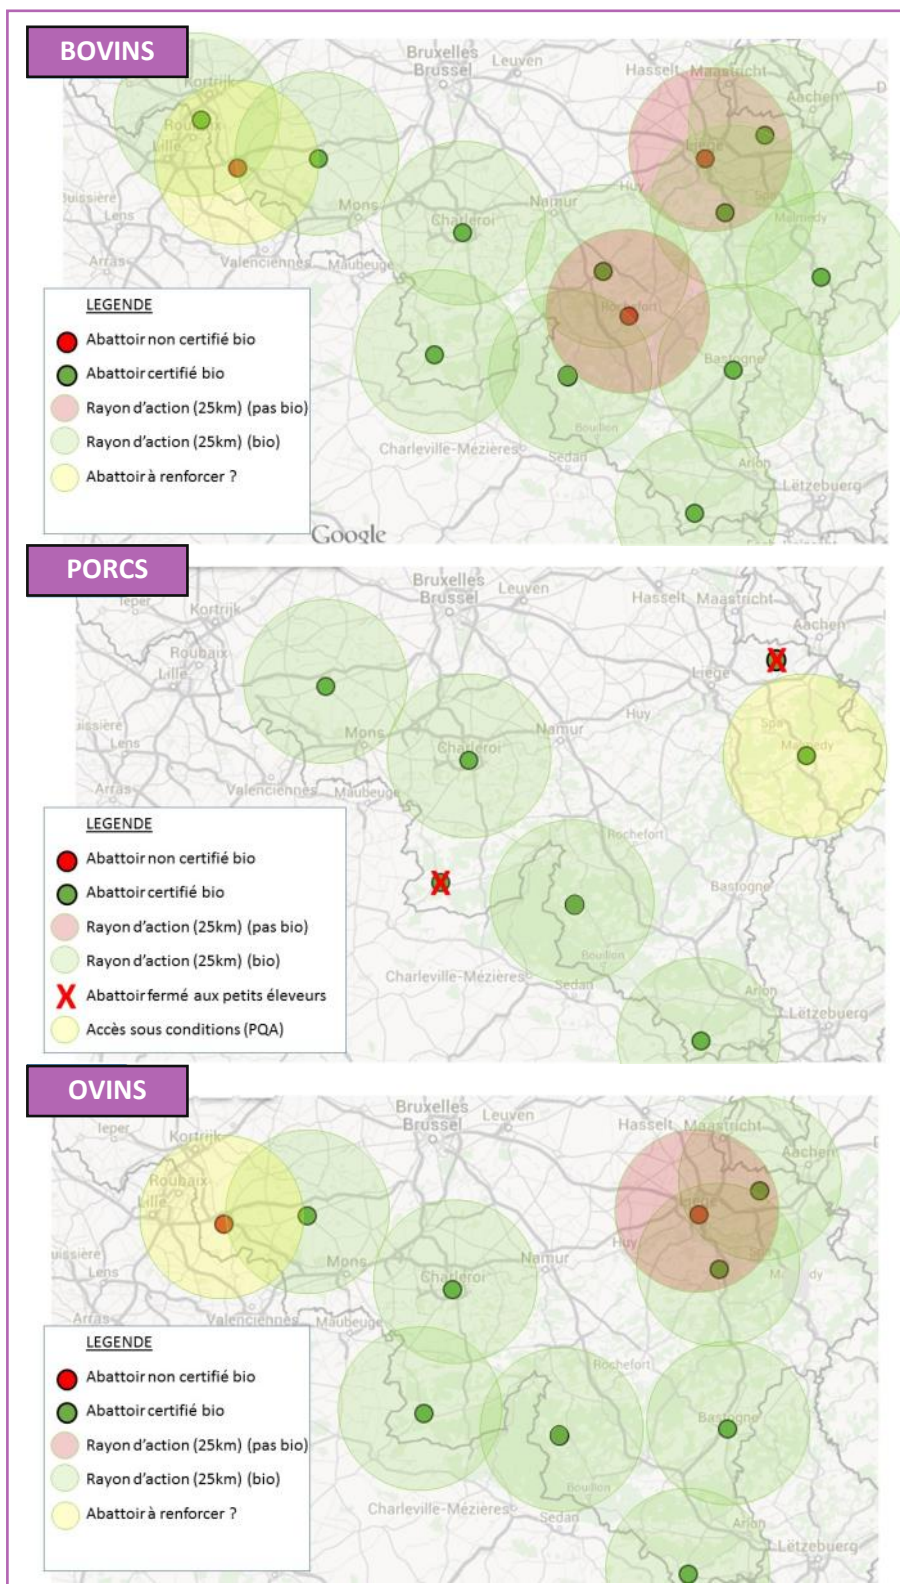 BOVINS
Bruxelles
Brussel
Leuven
Hasselt
Maastricht
Aachen
Kortrijk
Roubaix
Lille
Liège
Huy
Spa
Malmedy
Mons
Charleroi
Namur
Lens
Arras
Valenciennes
Maubeuge
Rochefort
Bastogne
Bouillon
Charleville-Mézières
Sedan
Arlon
Lëtzebuerg
Google
LEGENDE
Abattoir non certifié bio
Abattoir certifié bio
Rayon d'action (25km) (pas bio)
Rayon d'action (25km) (bio)
Abattoir à renforcer ?
PORCS
Bruxelles
Brussel
Leuven
Hasselt
Maastricht
Aachen
Ieper
Kortrijk
Roubaix
Lille
Liège
Huy
Spa
Malmedy
Mons
Charleroi
Namur
Lens
Arras
Valenciennes
Maubeuge
Rochefort
Bastogne
Bouillon
Charleville-Mézières
Sedan
Arlon
Lëtzebuerg
LEGENDE
Abattoir non certifié bio
Abattoir certifié bio
Rayon d'action (25km) (pas bio)
Rayon d'action (25km) (bio)
X Abattoir fermé aux petits éleveurs
Accès sous conditions (PQA)
OVINS
Bruxelles
Brussel
Leuven
Hasselt
Maastricht
Aachen
Ieper
Kortrijk
Roubaix
Lille
Liège
Huy
Spa
Mons
Charleroi
Namur
Lens
Arras
Valenciennes
Maubeuge
Rochefort
Bastogne
Bouillon
Charleville-Mézières
Sedan
Arlon
Lëtzebuerg
LEGENDE
Abattoir non certifié bio
Abattoir certifié bio
Rayon d'action (25km) (pas bio)
Rayon d'action (25km) (bio)
Abattoir à renforcer ?